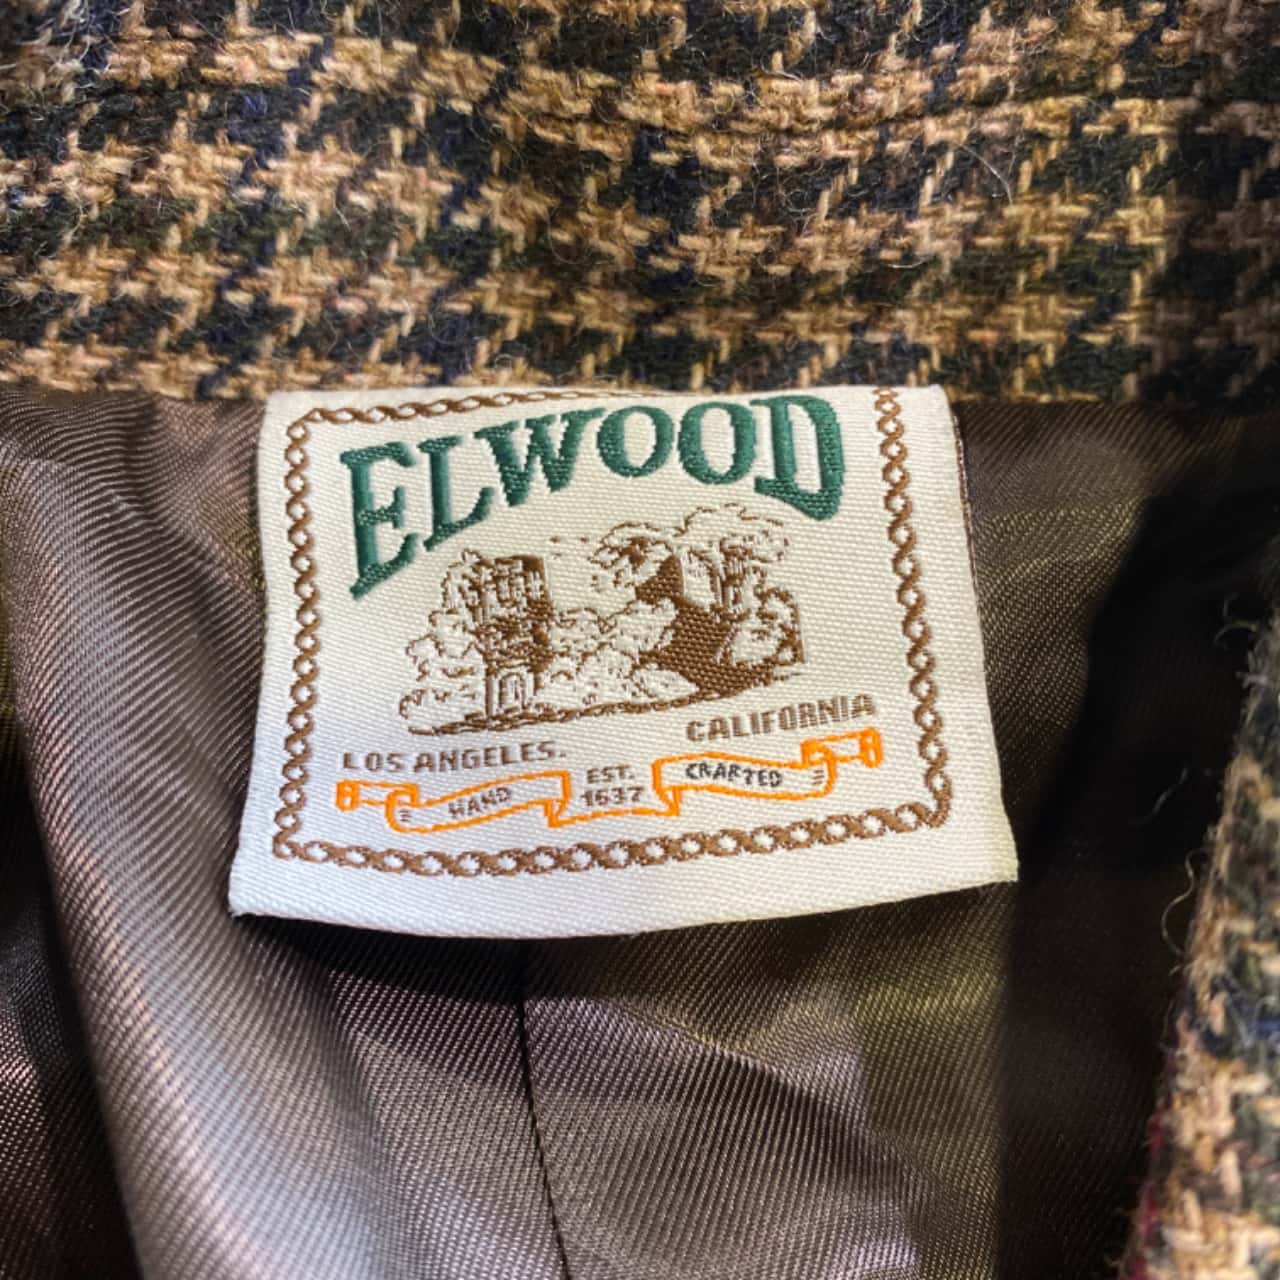 ELWOOD
LOS ANGELES. CALIFORNIA
HAND EST. CRAFTED
1637